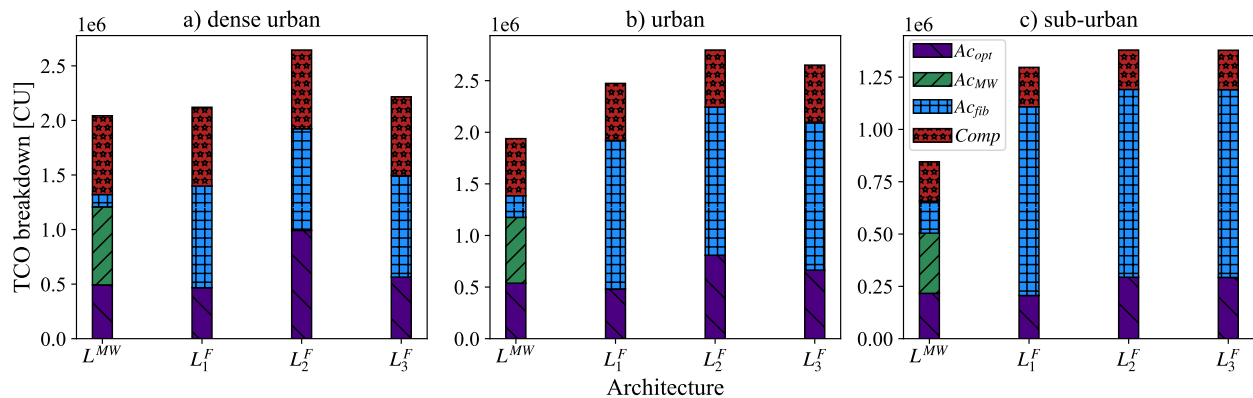 a) dense urban
b) urban
c) sub-urban
1e6
1e6
1e6
TCO breakdown [CU]
2.5
2.0
1.5
1.0
0.5
0.0
2.5
2.0
1.5
1.0
0.5
0.0
1.25
1.00
0.75
0.50
0.25
0.00
Ac_opt
Ac_MW
Ac_fib
Comp
L^MW L_1^F L_2^F L_3^F
L^MW L_1^F L_2^F L_3^F
L^MW L_1^F L_2^F L_3^F
Architecture